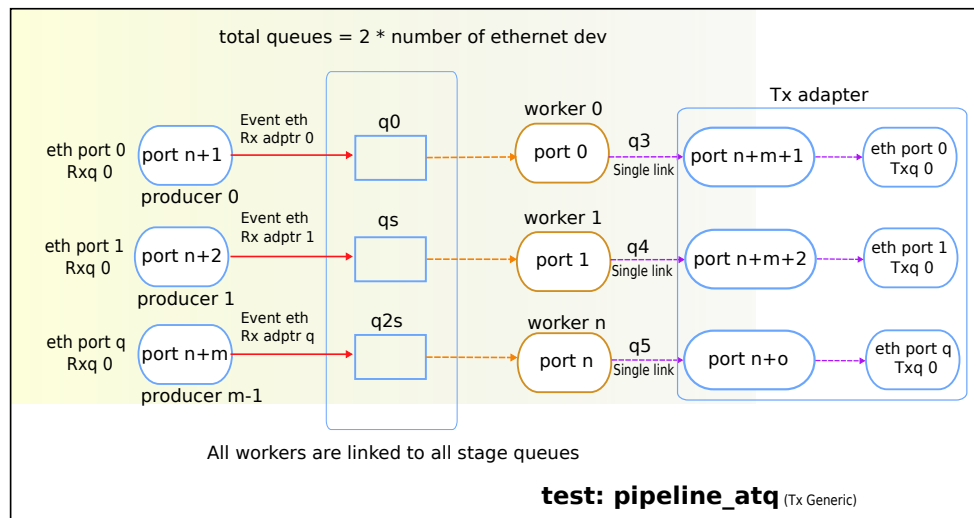 total queues = 2 * number of ethernet dev
Tx adapter
eth port 0
Rxq 0
port n+1
producer 0
Event eth
Rx adptr 0
q0
worker 0
port 0
q3
Single link
port n+m+1
eth port 0
Txq 0
eth port 1
Rxq 0
port n+2
producer 1
Event eth
Rx adptr 1
qs
worker 1
port 1
q4
Single link
port n+m+2
eth port 1
Txq 0
eth port q
Rxq 0
port n+m
producer m-1
Event eth
Rx adptr q
q2s
worker n
port n
q5
Single link
port n+o
eth port q
Txq 0
All workers are linked to all stage queues
test: pipeline_atq (Tx Generic)